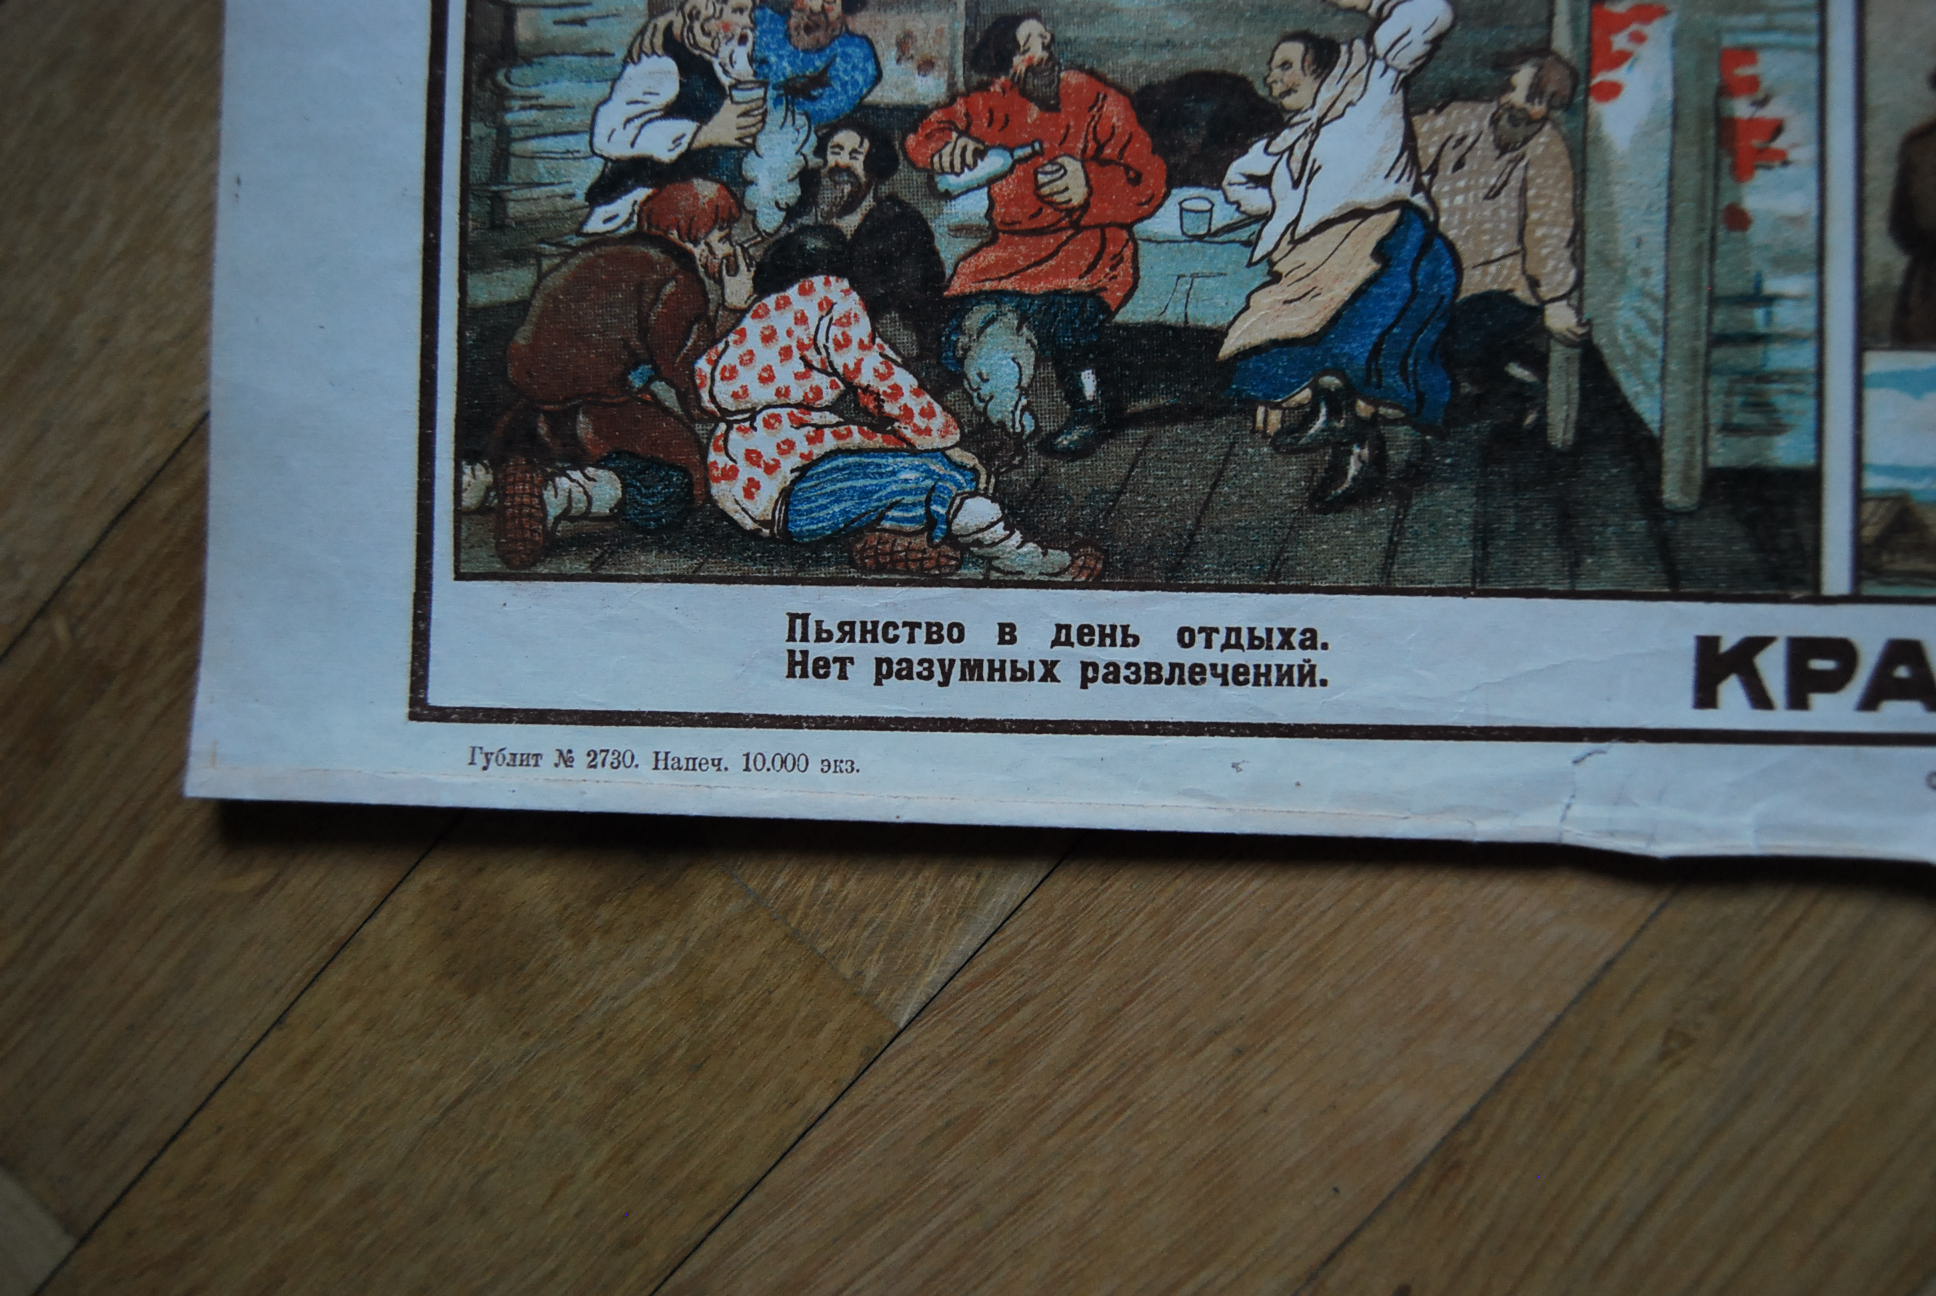 Пьянство в день отдыха.
Нет разумных развлечений.
КРА
Гублит № 2730. Напеч. 10.000 экз.